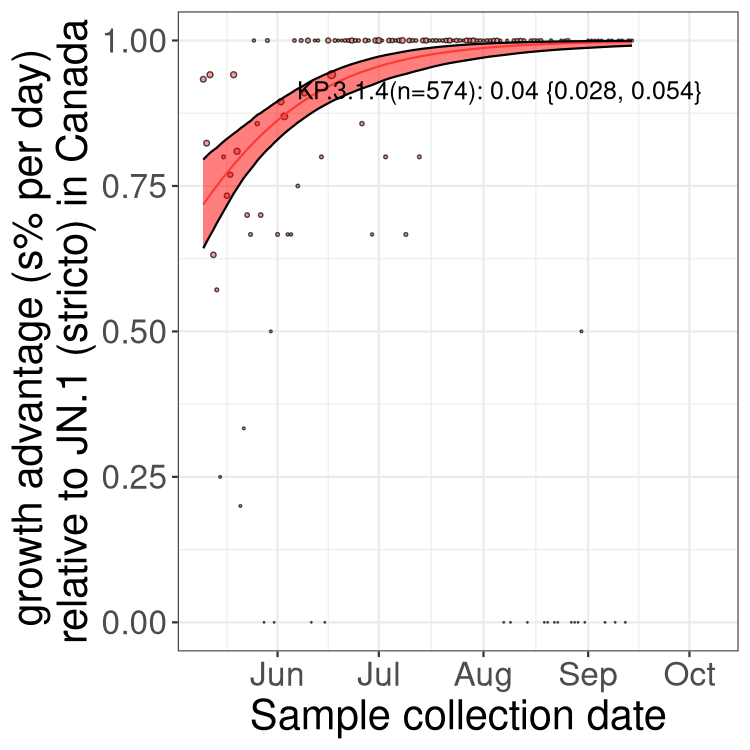 growth advantage (s% per day)
relative to JN.1 (stricto) in Canada
1.00
0.75
0.50
0.25
0.00
KP.3.1.4(n=574): 0.04 {0.028, 0.054}
Jun Jul Aug Sep Oct
Sample collection date